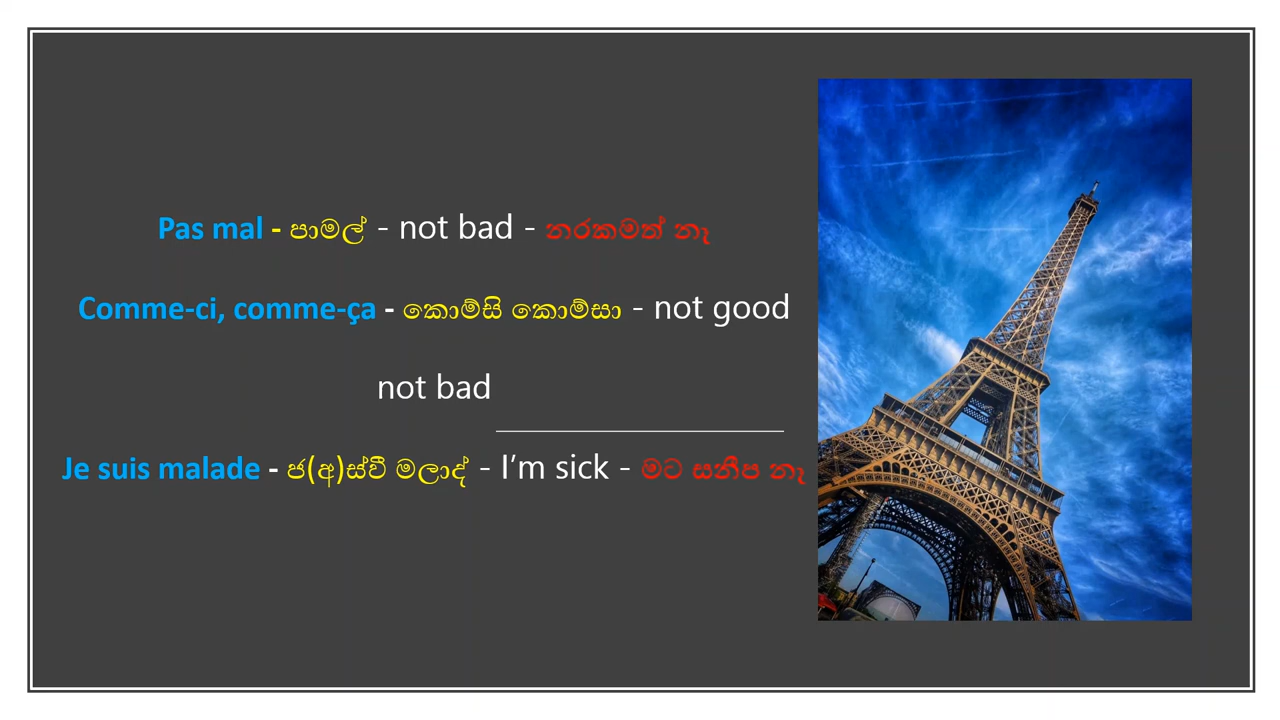 Pas mal - පාමල් - not bad - නරකමත් නෑ
Comme-ci, comme-ça - කොම්සි කොම්සා - not good
not bad
Je suis malade - ජ(අ)ස්වී මලාද් - I’m sick - මට සනීප නෑ